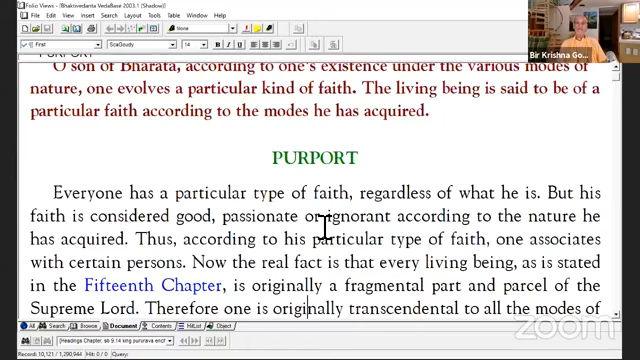 Folio Views - [Bhaktivedanta VedaBase 2003.1 (Shadow)]
File Edit View Search Insert Layout Tools Window Help
<None>
First
ScaGoudy
14
O son of Bharata, according to one's existence under the various modes of
nature, one evolves a particular kind of faith. The living being is said to be of a
particular faith according to the modes he has acquired.
PURPORT
Everyone has a particular type of faith, regardless of what he is. But his
faith is considered good, passionate or ignorant according to the nature he
has acquired. Thus, according to his particular type of faith, one associates
with certain persons. Now the real fact is that every living being, as is stated
in the Fifteenth Chapter, is originally a fragmental part and parcel of the
Supreme Lord. Therefore one is originally transcendental to all the modes of
All Browse Search Document Contents Hit List Object
Record: 10,121 / 1,290,944 Hit: 0 / 0
Bir Krishna Go...
zoom